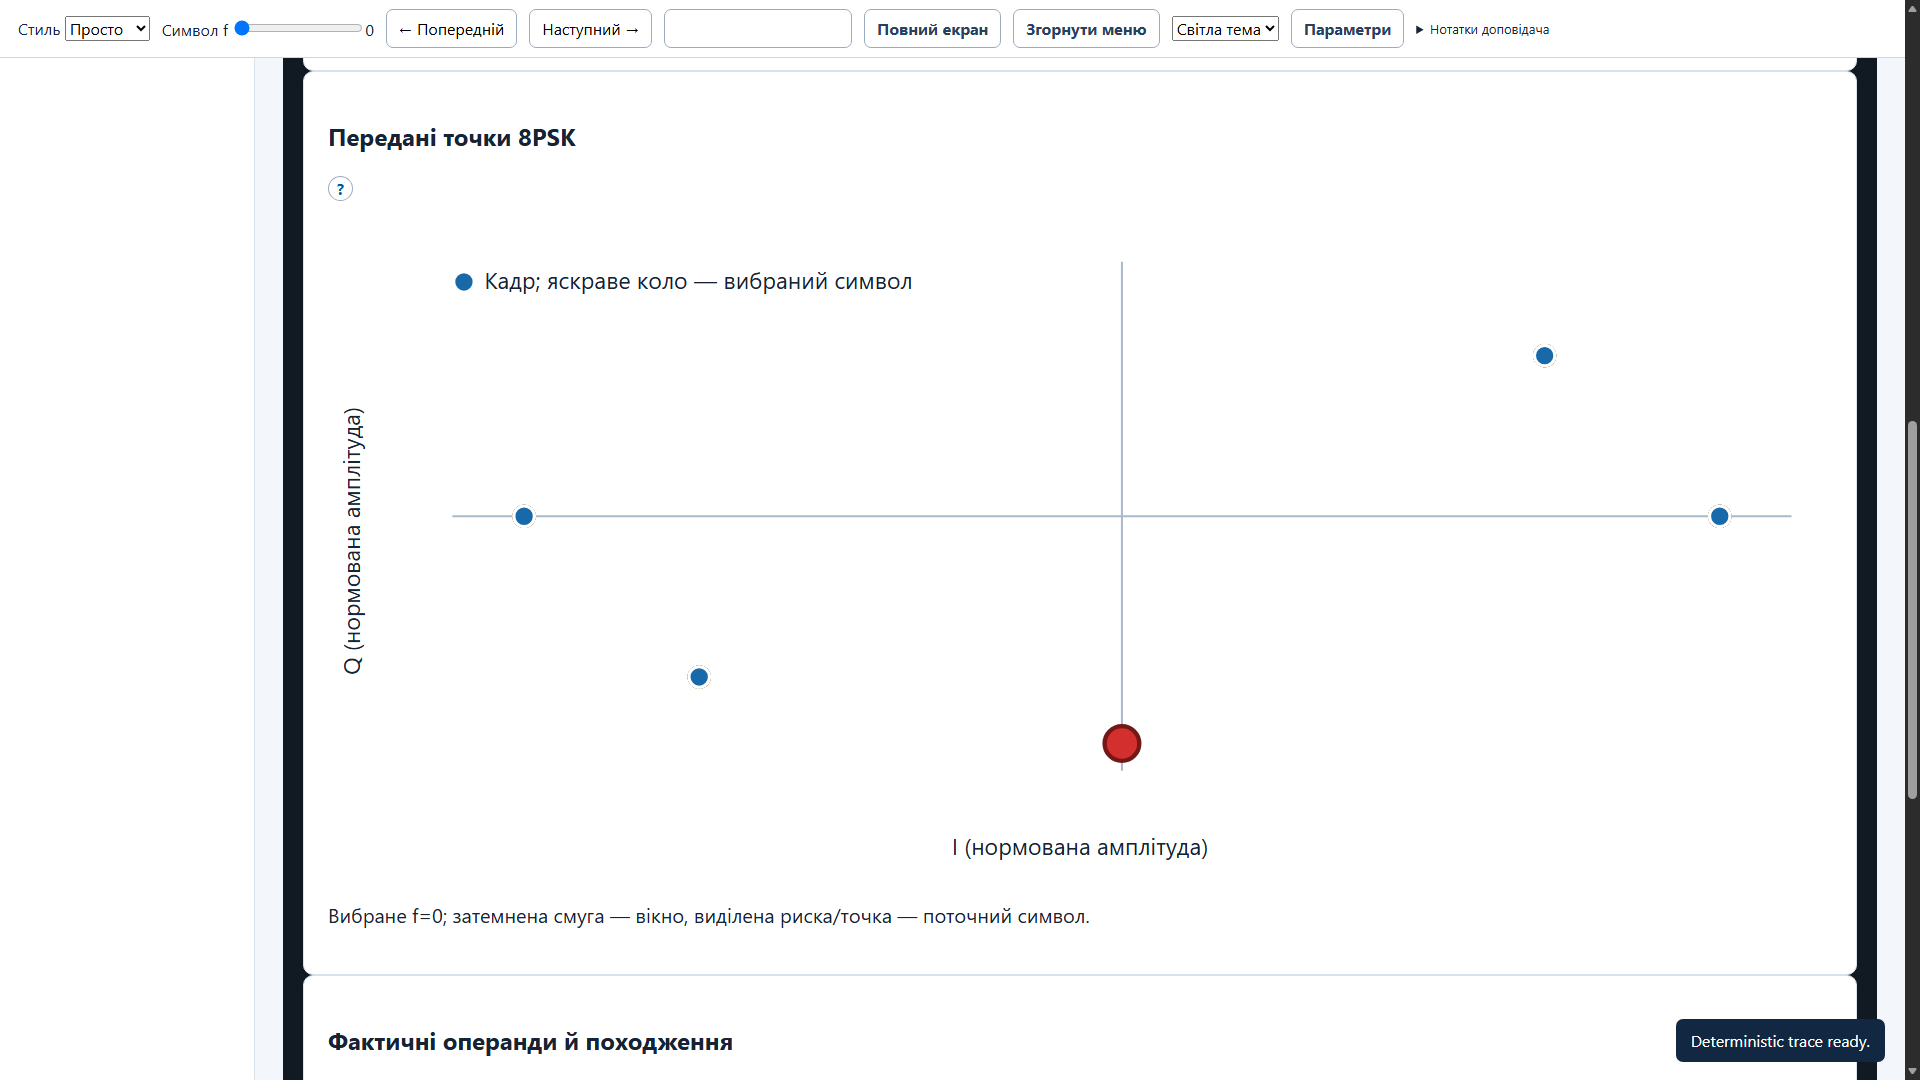 Стиль Просто Символ f 0 ← Попередній Наступний → Повний екран Згорнути меню Світла тема Параметри ▶ Нотатки доповідача
Передані точки 8PSK
?
Кадр; яскраве коло — вибраний символ
Q (нормована амплітуда)
I (нормована амплітуда)
Вибране f=0; затемнена смуга — вікно, виділена риска/точка — поточний символ.
Фактичні операнди й походження
Deterministic trace ready.